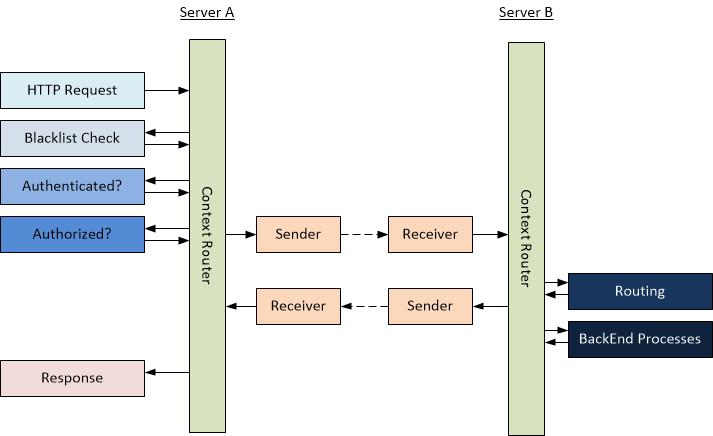 Server A
Server B
HTTP Request
Blacklist Check
Authenticated?
Authorized?
Context Router
Sender
Receiver
Context Router
Receiver
Sender
Routing
BackEnd Processes
Response